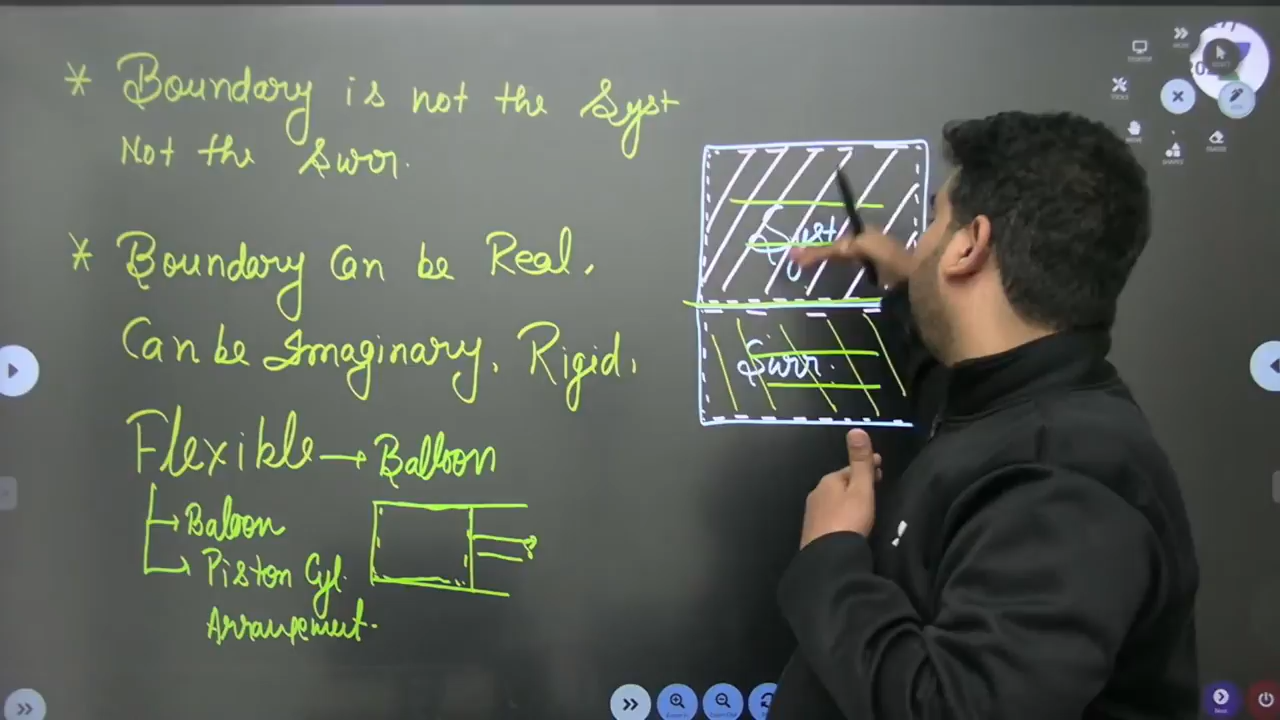 * Boundary is not the Syst
Not the Surr.
* Boundary Can be Real,
Can be Imaginary, Rigid,
Flexible → Balloon
→ Baloon
→ Piston Cyl.
Arrangement.
Syst
Surr.